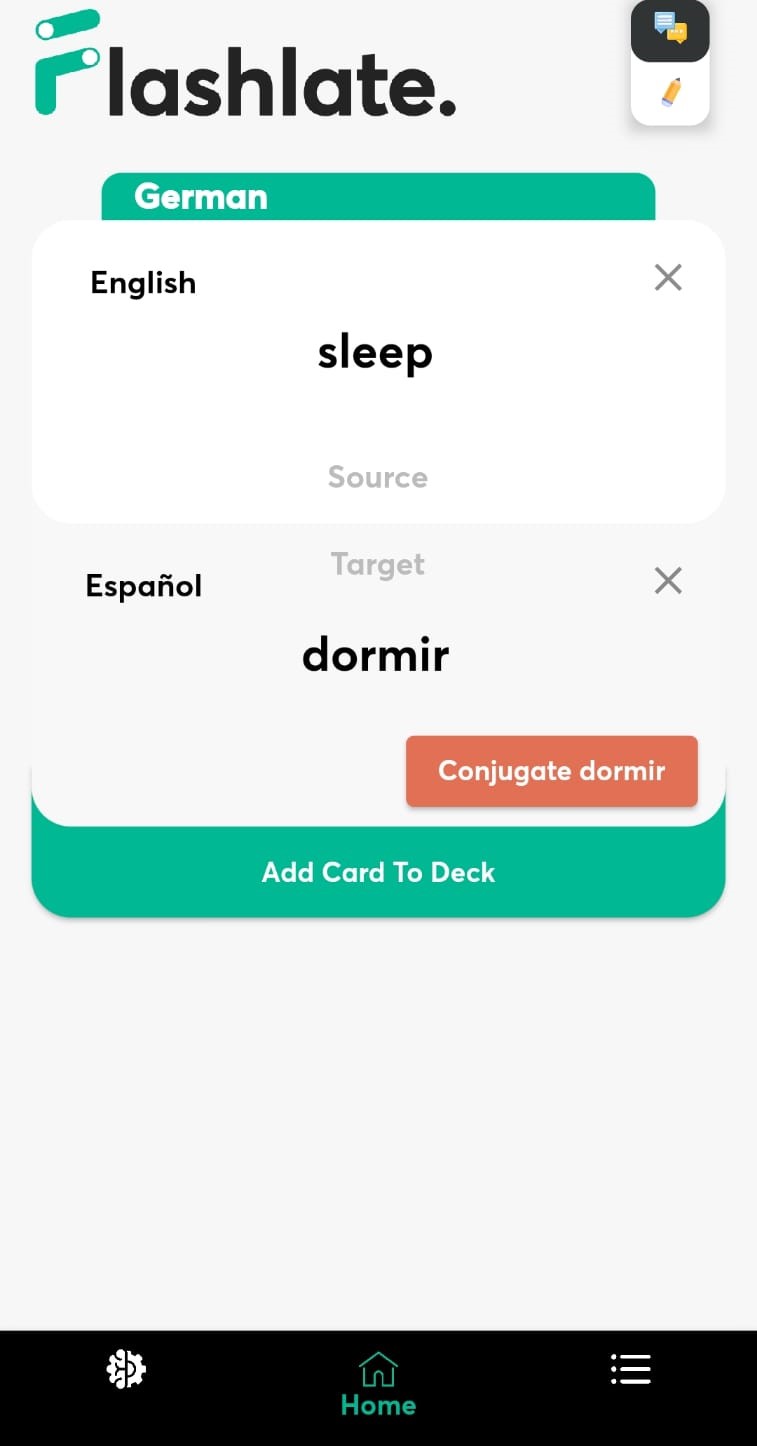 Flashlate.
German
English
sleep
Source
Target
Español
dormir
Conjugate dormir
Add Card To Deck
Home